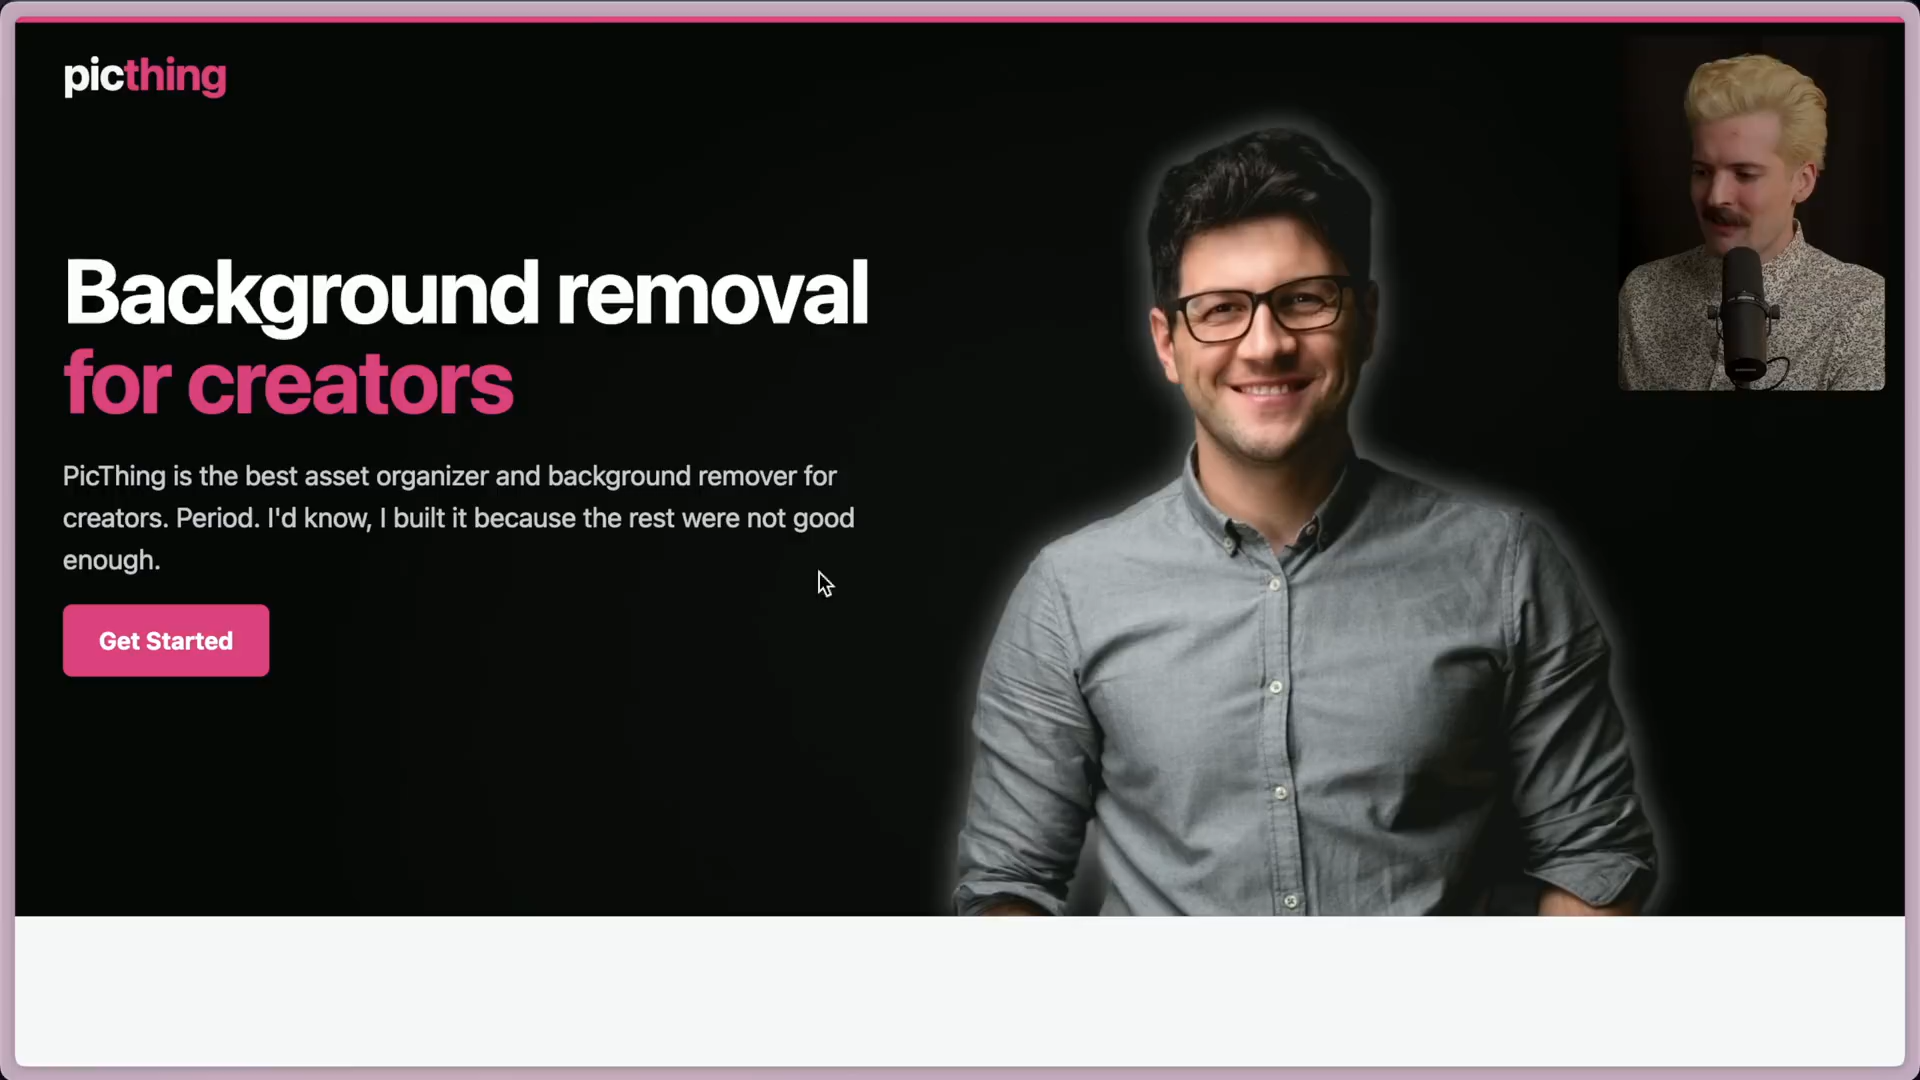 picthing
Background removal
for creators
PicThing is the best asset organizer and background remover for
creators. Period. I'd know, I built it because the rest were not good
enough.
Get Started